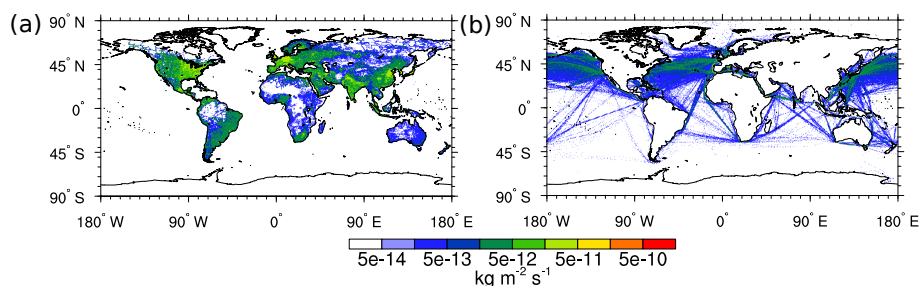 (a)
90° N
45° N
0°
45° S
90° S
180° W
90° W
0°
90° E
180° E
(b)
90° N
45° N
0°
45° S
90° S
180° W
90° W
0°
90° E
180° E
5e-14
5e-13
5e-12
5e-11
5e-10
kg m⁻² s⁻¹